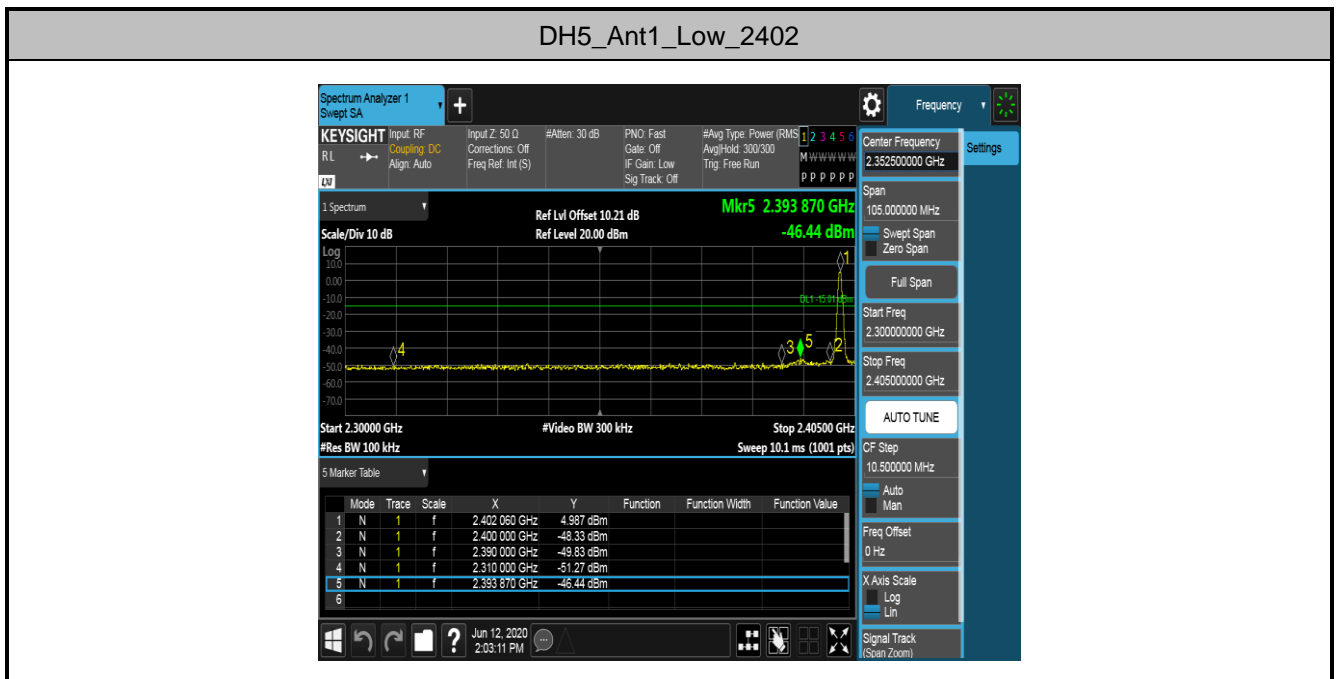 DH5_Ant1_Low_2402
Spectrum Analyzer 1
Swept SA
+
Frequency
KEYSIGHT
RL
LXI
Input: RF
Coupling: DC
Align: Auto
Input Z: 50 Ω
Corrections: Off
Freq Ref: Int (S)
#Atten: 30 dB
PNO: Fast
Gate: Off
IF Gain: Low
Sig Track: Off
#Avg Type: Power (RMS
Avg|Hold: 300/300
Trig: Free Run
1 2 3 4 5 6
M W W W W W
P P P P P P
1 Spectrum
Scale/Div 10 dB
Ref Lvl Offset 10.21 dB
Ref Level 20.00 dBm
Mkr5 2.393 870 GHz
-46.44 dBm
Log
10.0
0.00
-10.0
-20.0
-30.0
-40.0
-50.0
-60.0
-70.0
1
DL1 -15.01 dBm
4
3
5
2
Start 2.30000 GHz
#Video BW 300 kHz
Stop 2.40500 GHz
#Res BW 100 kHz
Sweep 10.1 ms (1001 pts)
5 Marker Table
Mode Trace Scale X Y Function Function Width Function Value
1 N 1 f 2.402 060 GHz 4.987 dBm
2 N 1 f 2.400 000 GHz -48.33 dBm
3 N 1 f 2.390 000 GHz -49.83 dBm
4 N 1 f 2.310 000 GHz -51.27 dBm
5 N 1 f 2.393 870 GHz -46.44 dBm
6
?
Jun 12, 2020
2:03:11 PM
Center Frequency
2.352500000 GHz
Settings
Span
105.000000 MHz
Swept Span
Zero Span
Full Span
Start Freq
2.300000000 GHz
Stop Freq
2.405000000 GHz
AUTO TUNE
CF Step
10.500000 MHz
Auto
Man
Freq Offset
0 Hz
X Axis Scale
Log
Lin
Signal Track
(Span Zoom)